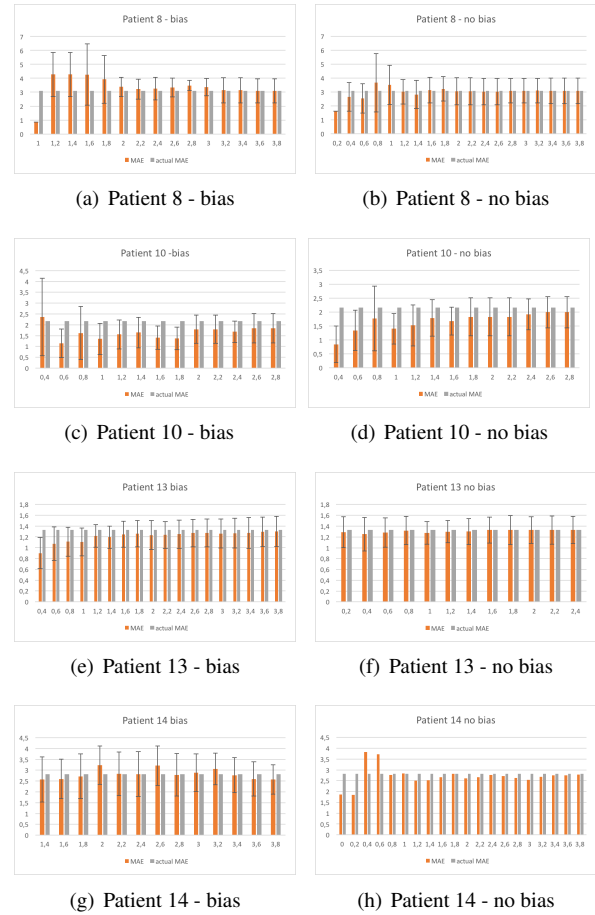 Patient 8 - bias
7
6
5
4
3
2
1
0
1 1,2 1,4 1,6 1,8 2 2,2 2,4 2,6 2,8 3 3,2 3,4 3,6 3,8
MAE actual MAE
(a) Patient 8 - bias
Patient 8 - no bias
7
6
5
4
3
2
1
0
0,2 0,4 0,6 0,8 1 1,2 1,4 1,6 1,8 2 2,2 2,4 2,6 2,8 3 3,2 3,4 3,6 3,8
MAE actual MAE
(b) Patient 8 - no bias
Patient 10 -bias
4,5
4
3,5
3
2,5
2
1,5
1
0,5
0
0,4 0,6 0,8 1 1,2 1,4 1,6 1,8 2 2,2 2,4 2,6 2,8
MAE actual MAE
(c) Patient 10 - bias
Patient 10 - no bias
3,5
3
2,5
2
1,5
1
0,5
0
0,4 0,6 0,8 1 1,2 1,4 1,6 1,8 2 2,2 2,4 2,6 2,8
MAE actual MAE
(d) Patient 10 - no bias
Patient 13 bias
1,8
1,6
1,4
1,2
1
0,8
0,6
0,4
0,2
0
0,4 0,6 0,8 1 1,2 1,4 1,6 1,8 2 2,2 2,4 2,6 2,8 3 3,2 3,4 3,6 3,8
MAE actual MAE
(e) Patient 13 - bias
Patient 13 no bias
1,8
1,6
1,4
1,2
1
0,8
0,6
0,4
0,2
0
0,2 0,4 0,6 0,8 1 1,2 1,4 1,6 1,8 2 2,2 2,4
MAE actual MAE
(f) Patient 13 - no bias
Patient 14 bias
4,5
4
3,5
3
2,5
2
1,5
1
0,5
0
1,4 1,6 1,8 2 2,2 2,4 2,6 2,8 3 3,2 3,4 3,6 3,8
MAE actual MAE
(g) Patient 14 - bias
Patient 14 no bias
4,5
4
3,5
3
2,5
2
1,5
1
0,5
0
0 0,2 0,4 0,6 0,8 1 1,2 1,4 1,6 1,8 2 2,2 2,4 2,6 2,8 3 3,2 3,4 3,6 3,8
MAE actual MAE
(h) Patient 14 - no bias